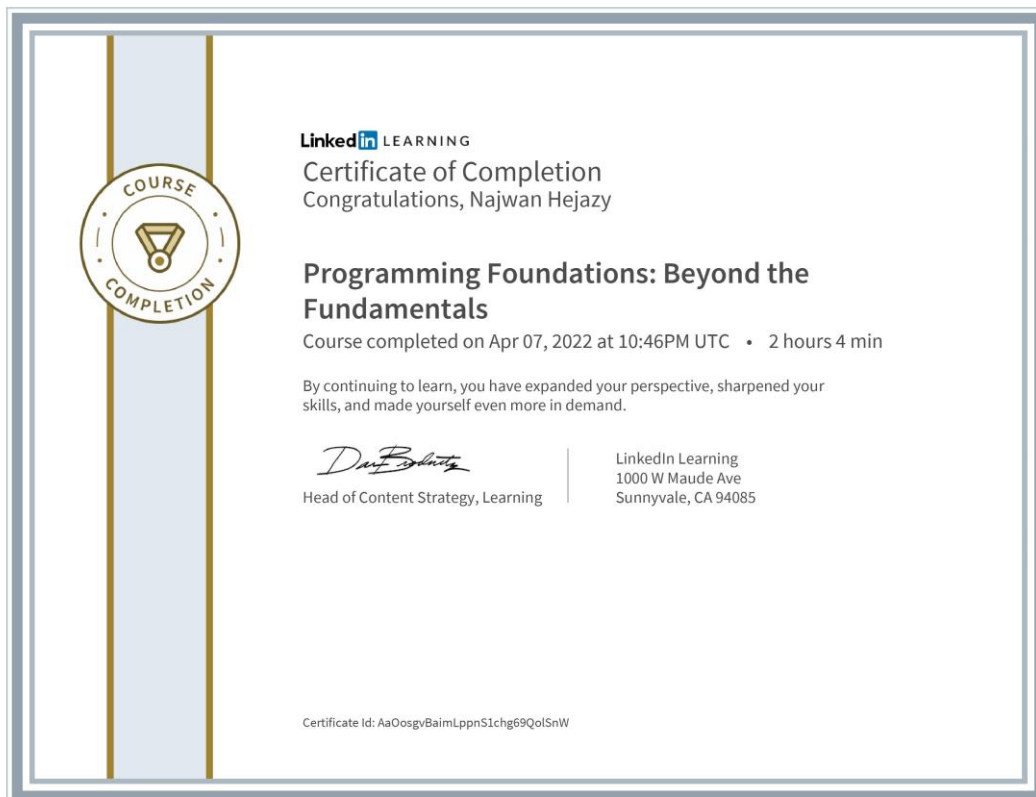 LinkedIn LEARNING
Certificate of Completion
Congratulations, Najwan Hejazy
COURSE
COMPLETION
Programming Foundations: Beyond the
Fundamentals
Course completed on Apr 07, 2022 at 10:46PM UTC • 2 hours 4 min
By continuing to learn, you have expanded your perspective, sharpened your
skills, and made yourself even more in demand.
Head of Content Strategy, Learning
LinkedIn Learning
1000 W Maude Ave
Sunnyvale, CA 94085
Certificate Id: AaOosgvBaimLppnS1chg69QolSnW